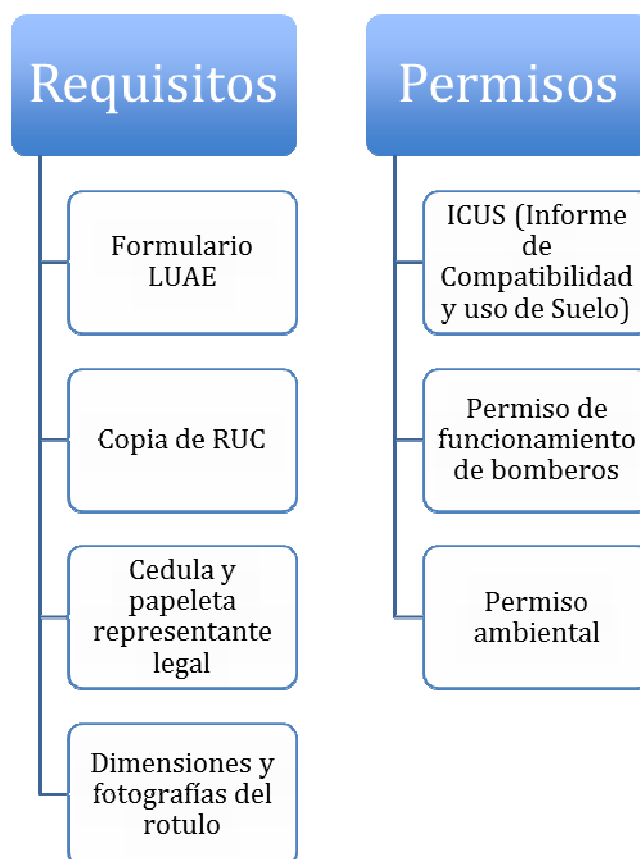 Requisitos
Formulario
LUAE
Copia de RUC
Cedula y
papeleta
representante
legal
Dimensiones y
fotografías del
rotulo
Permisos
ICUS (Informe
de
Compatibilidad
y uso de Suelo)
Permiso de
funcionamiento
de bomberos
Permiso
ambiental